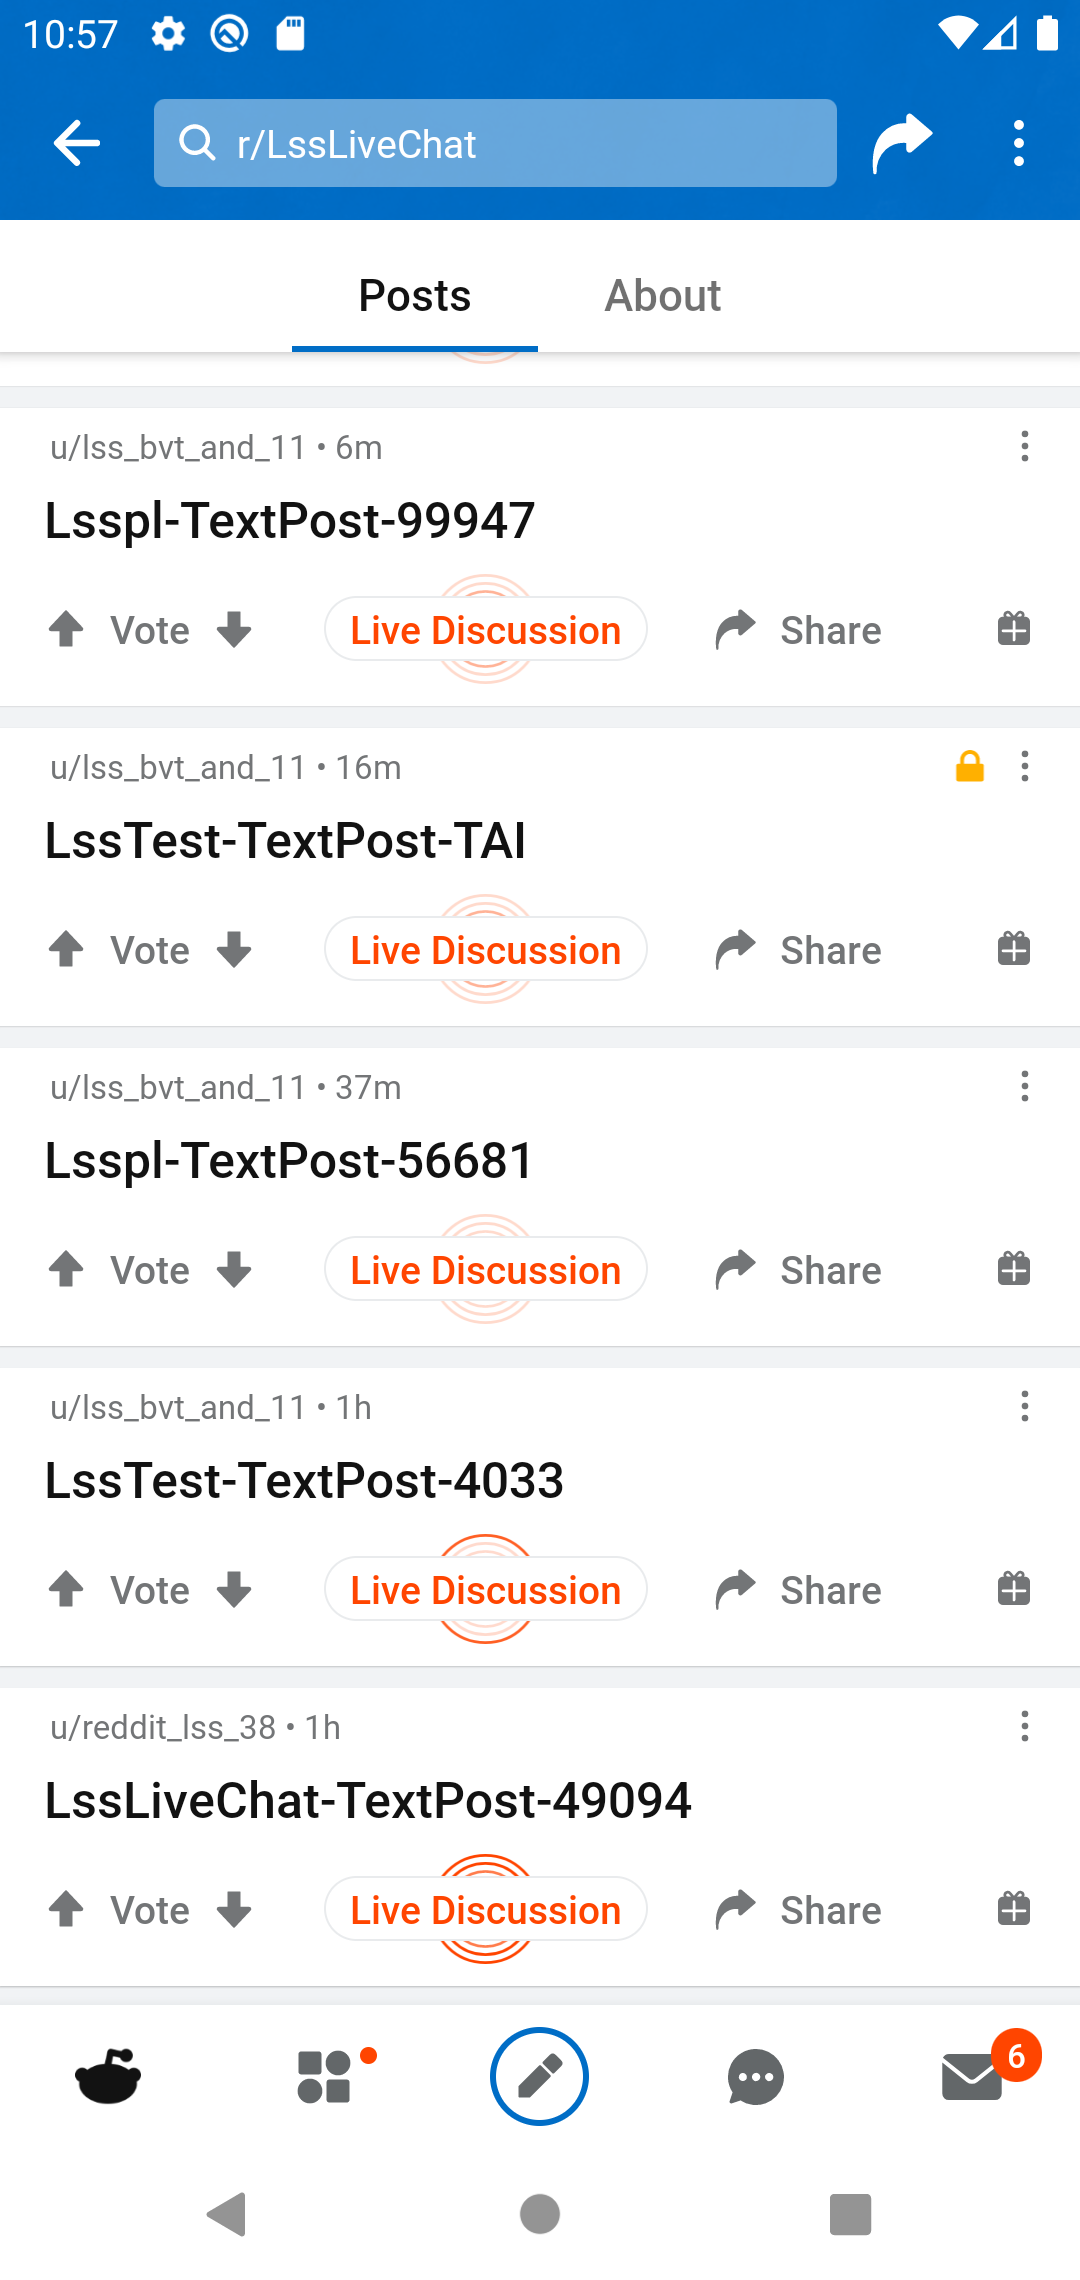 10:57
r/LssLiveChat
Posts About
u/lss_bvt_and_11 • 6m
Lsspl-TextPost-99947
Vote Live Discussion Share
u/lss_bvt_and_11 • 16m
LssTest-TextPost-TAI
Vote Live Discussion Share
u/lss_bvt_and_11 • 37m
Lsspl-TextPost-56681
Vote Live Discussion Share
u/lss_bvt_and_11 • 1h
LssTest-TextPost-4033
Vote Live Discussion Share
u/reddit_lss_38 • 1h
LssLiveChat-TextPost-49094
Vote Live Discussion Share
6